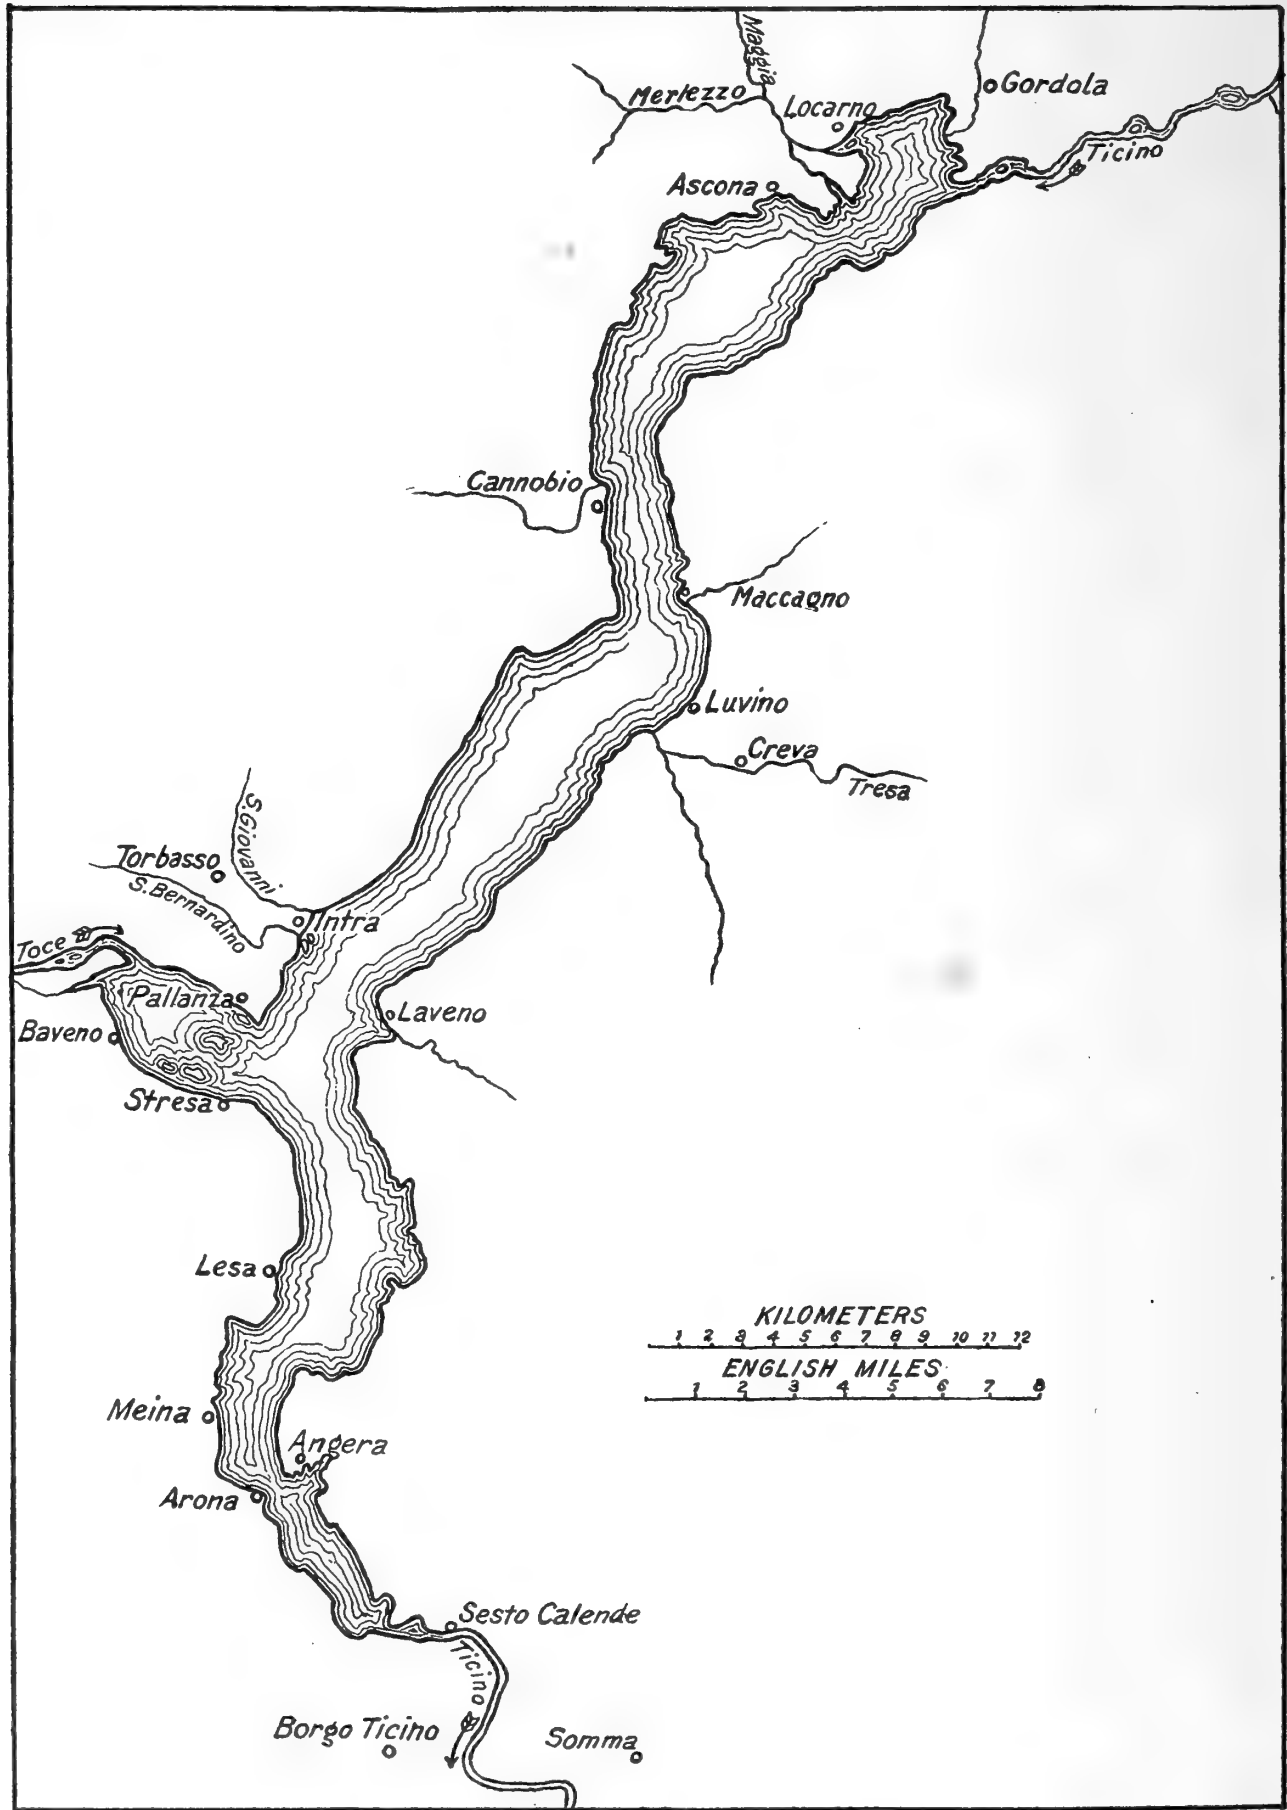 Maggia
Merlezzo
Locarno
Gordola
Ticino
Ascona
Cannobio
Maccagno
Luvino
Creva
Tresa
S. Giovanni
Torbasso
S. Bernardino
Intra
Toce
Pallanza
Baveno
Laveno
Stresa
Lesa
KILOMETERS
1 2 3 4 5 6 7 8 9 10 11 12
ENGLISH MILES
1 2 3 4 5 6 7 8
Meina
Angera
Arona
Sesto Calende
Ticino
Borgo Ticino
Somma